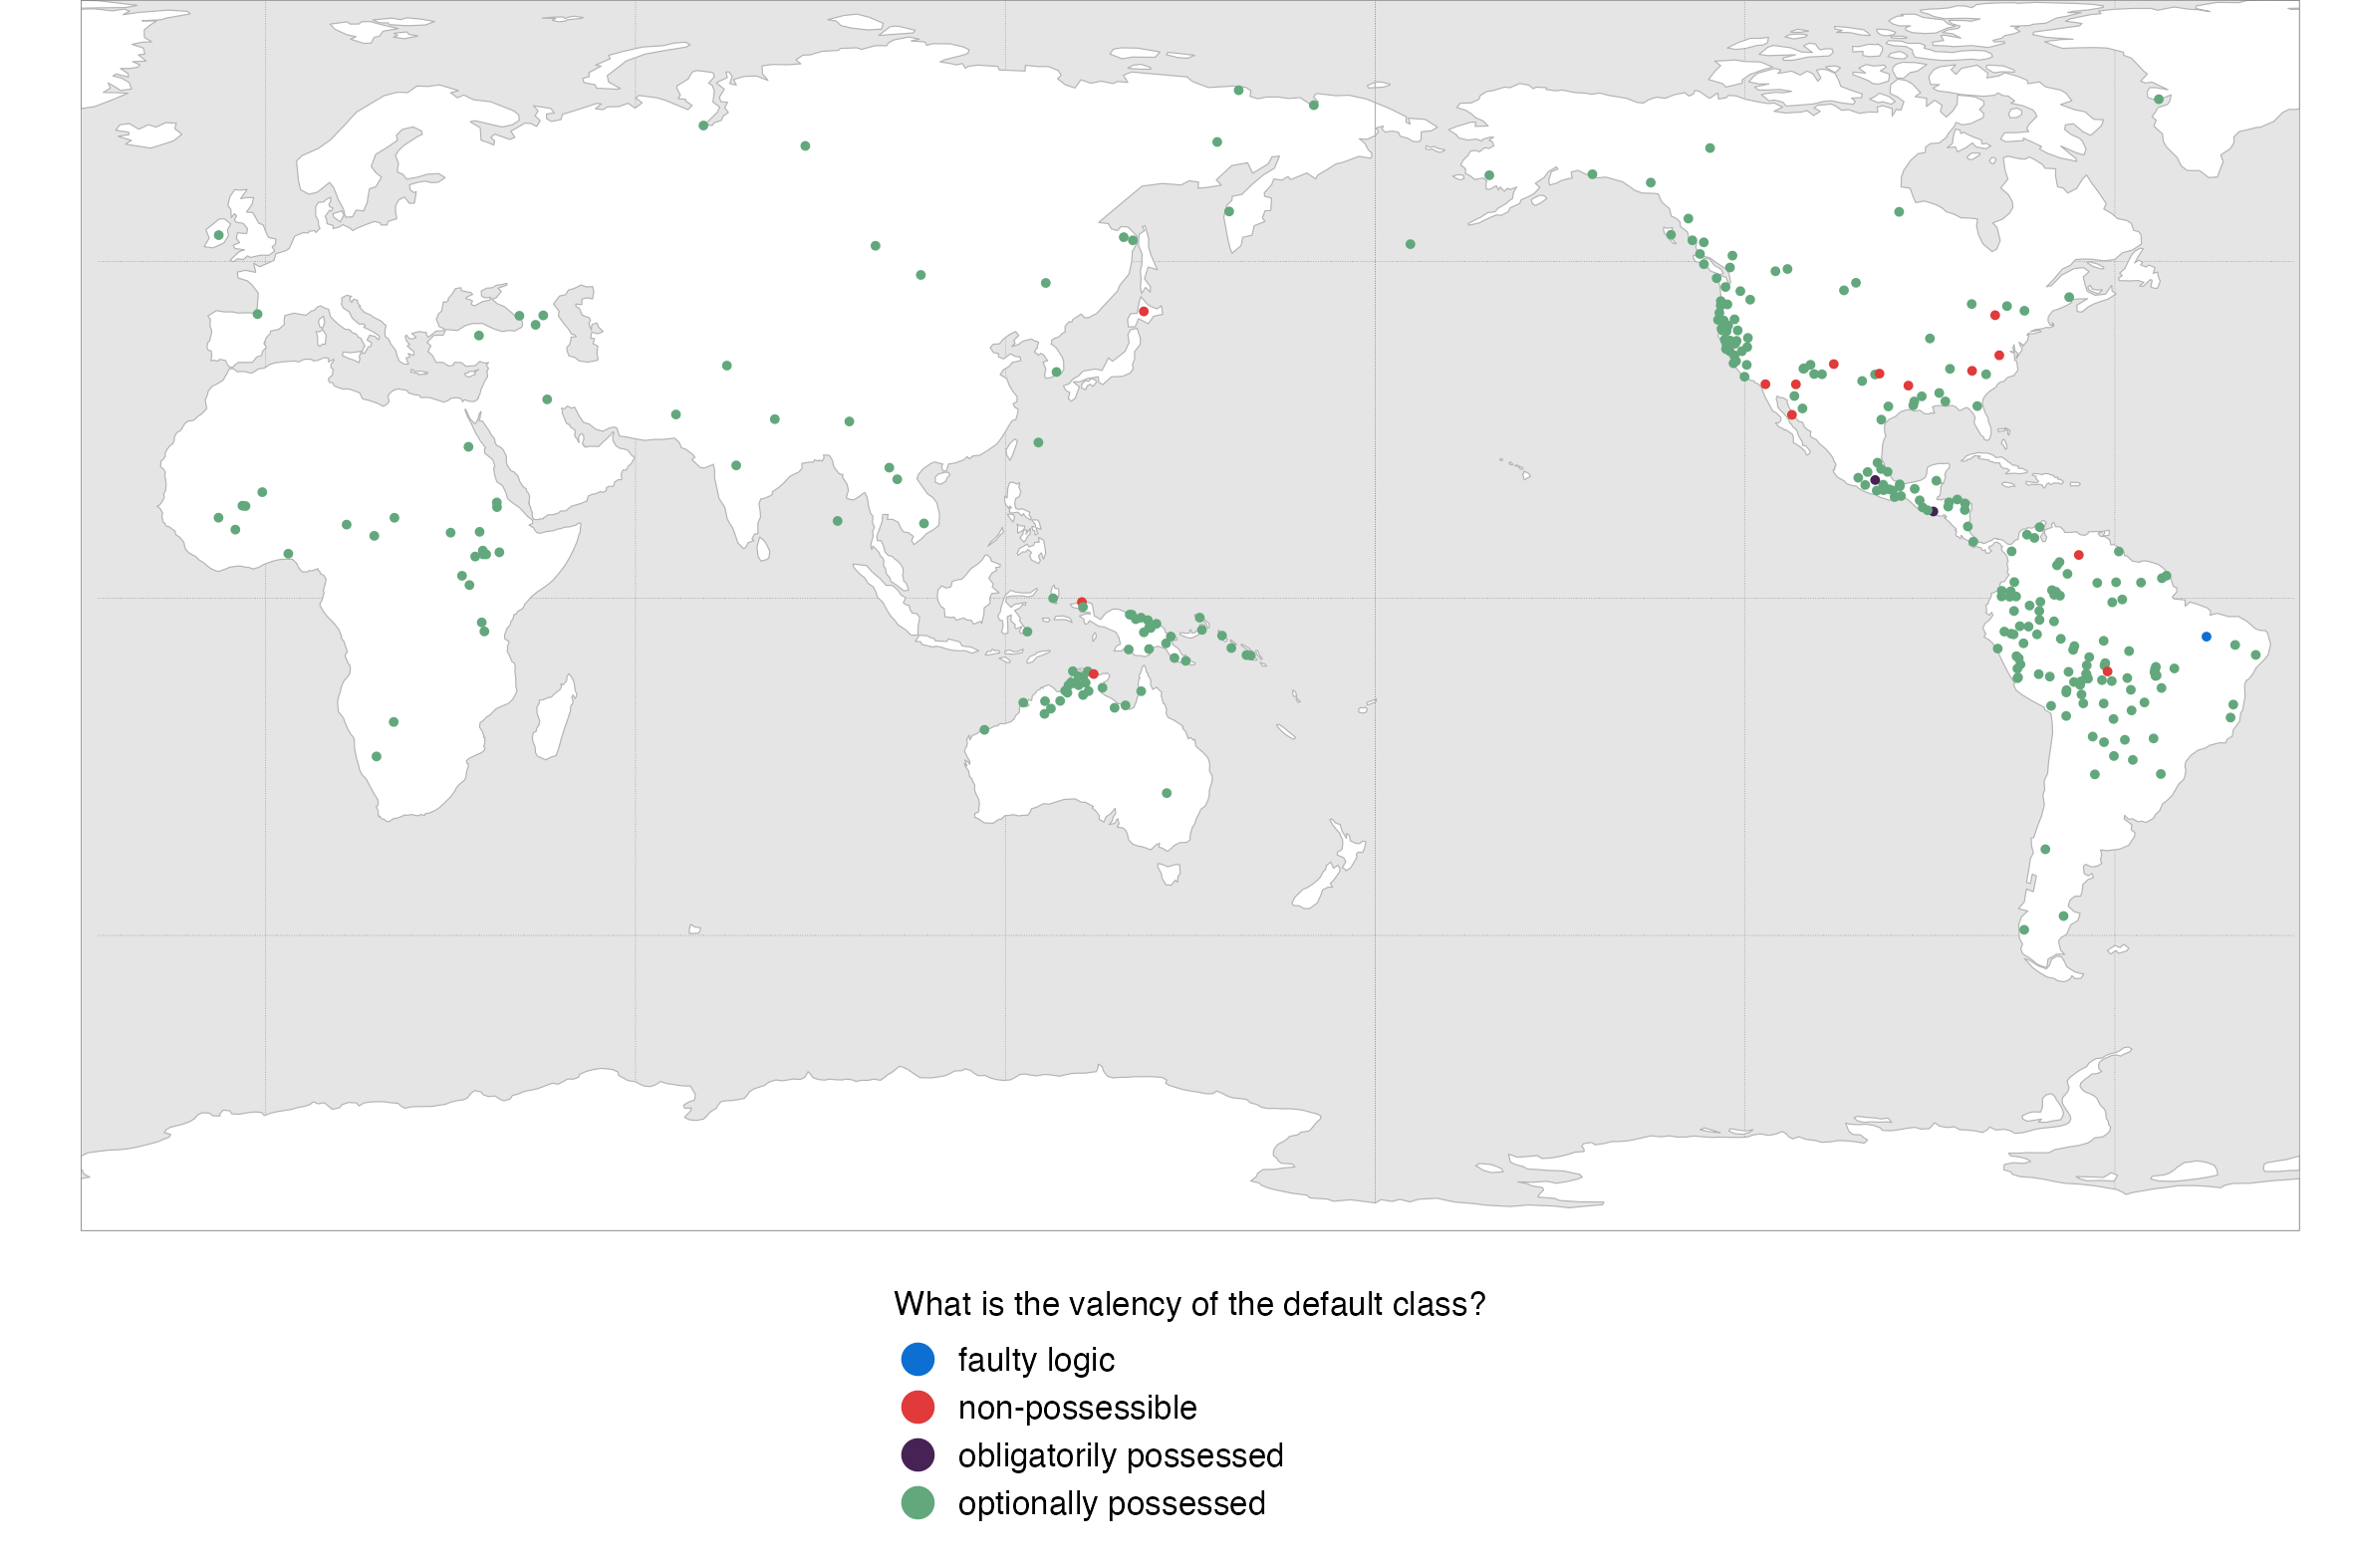 What is the valency of the default class?
faulty logic
non-possessible
obligatorily possessed
optionally possessed